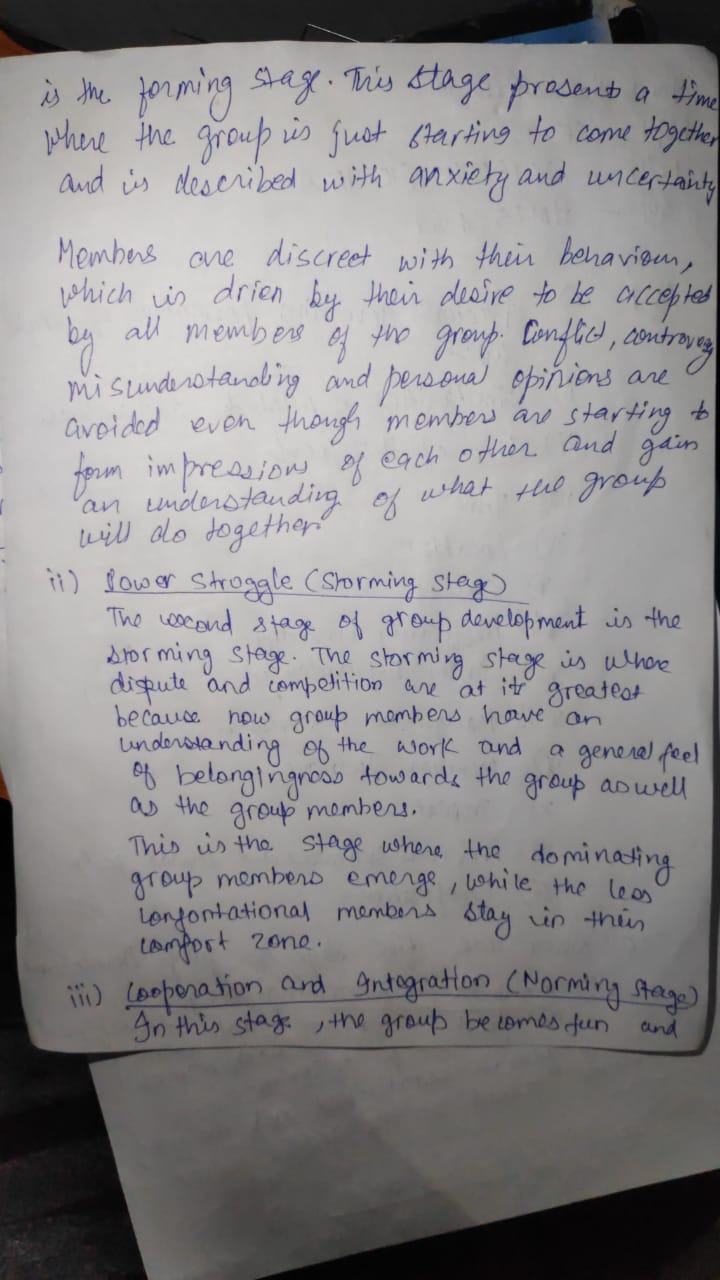 is the forming stage. This stage presents a time
where the group is just starting to come together
and is described with anxiety and uncertainty
Members are discreet with their behaviour,
which is drien by their desire to be accepted
by all members of the group. Conflict, controversy
misunderstanding and personal opinions are
avoided even though members are starting to
form impressions of each other and gain
an understanding of what the group
will do together
ii) Power Struggle (Storming Stage)
The second stage of group development is the
storming stage. The storming stage is where
dispute and competition are at its greatest
because now group members have an
understanding of the work and a general feel
of belongingness towards the group as well
as the group members.
This is the stage where the dominating
group members emerge, while the less
confontational members stay in their
comfort zone.
iii) Cooperation and Integration (Norming Stage)
In this stage, the group becomes fun and